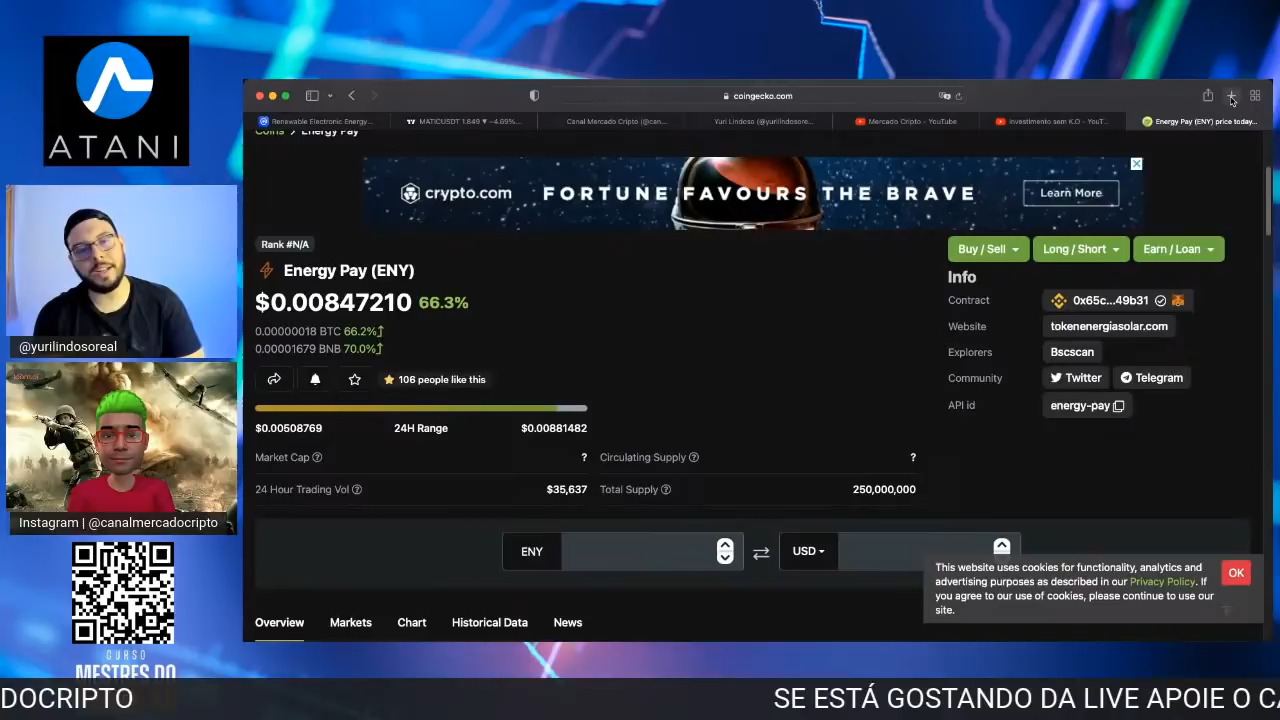 ATANI
@yurilindosoreal
Instagram | @canalmercadocripto
CURSO
MESTRES DO
coingecko.com
Renewable Electronic Energy...
MATICUSDT 1.849 ▼ −4.69%...
Canal Mercado Cripto (@can...
Yuri Lindoso (@yurilindosore...
Mercado Cripto - YouTube
Investimento sem K.O - YouT...
Energy Pay (ENY) price today...
Coins > Energy Pay
crypto.com
FORTUNE FAVOURS THE BRAVE
Learn More
Rank #N/A
Energy Pay (ENY)
$0.00847210 66.3%
0.00000018 BTC 66.2%
0.00001679 BNB 70.0%
106 people like this
$0.00508769 24H Range $0.00881482
Market Cap ?
Circulating Supply ?
24 Hour Trading Vol $35,637
Total Supply 250,000,000
Buy / Sell
Long / Short
Earn / Loan
Info
Contract 0x65c...49b31
Website tokenenergiasolar.com
Explorers Bscscan
Community Twitter Telegram
API id energy-pay
ENY
USD
This website uses cookies for functionality, analytics and
advertising purposes as described in our Privacy Policy. If
you agree to our use of cookies, please continue to use our
site.
OK
Overview Markets Chart Historical Data News
DOCRIPTO
SE ESTÁ GOSTANDO DA LIVE APOIE O CA